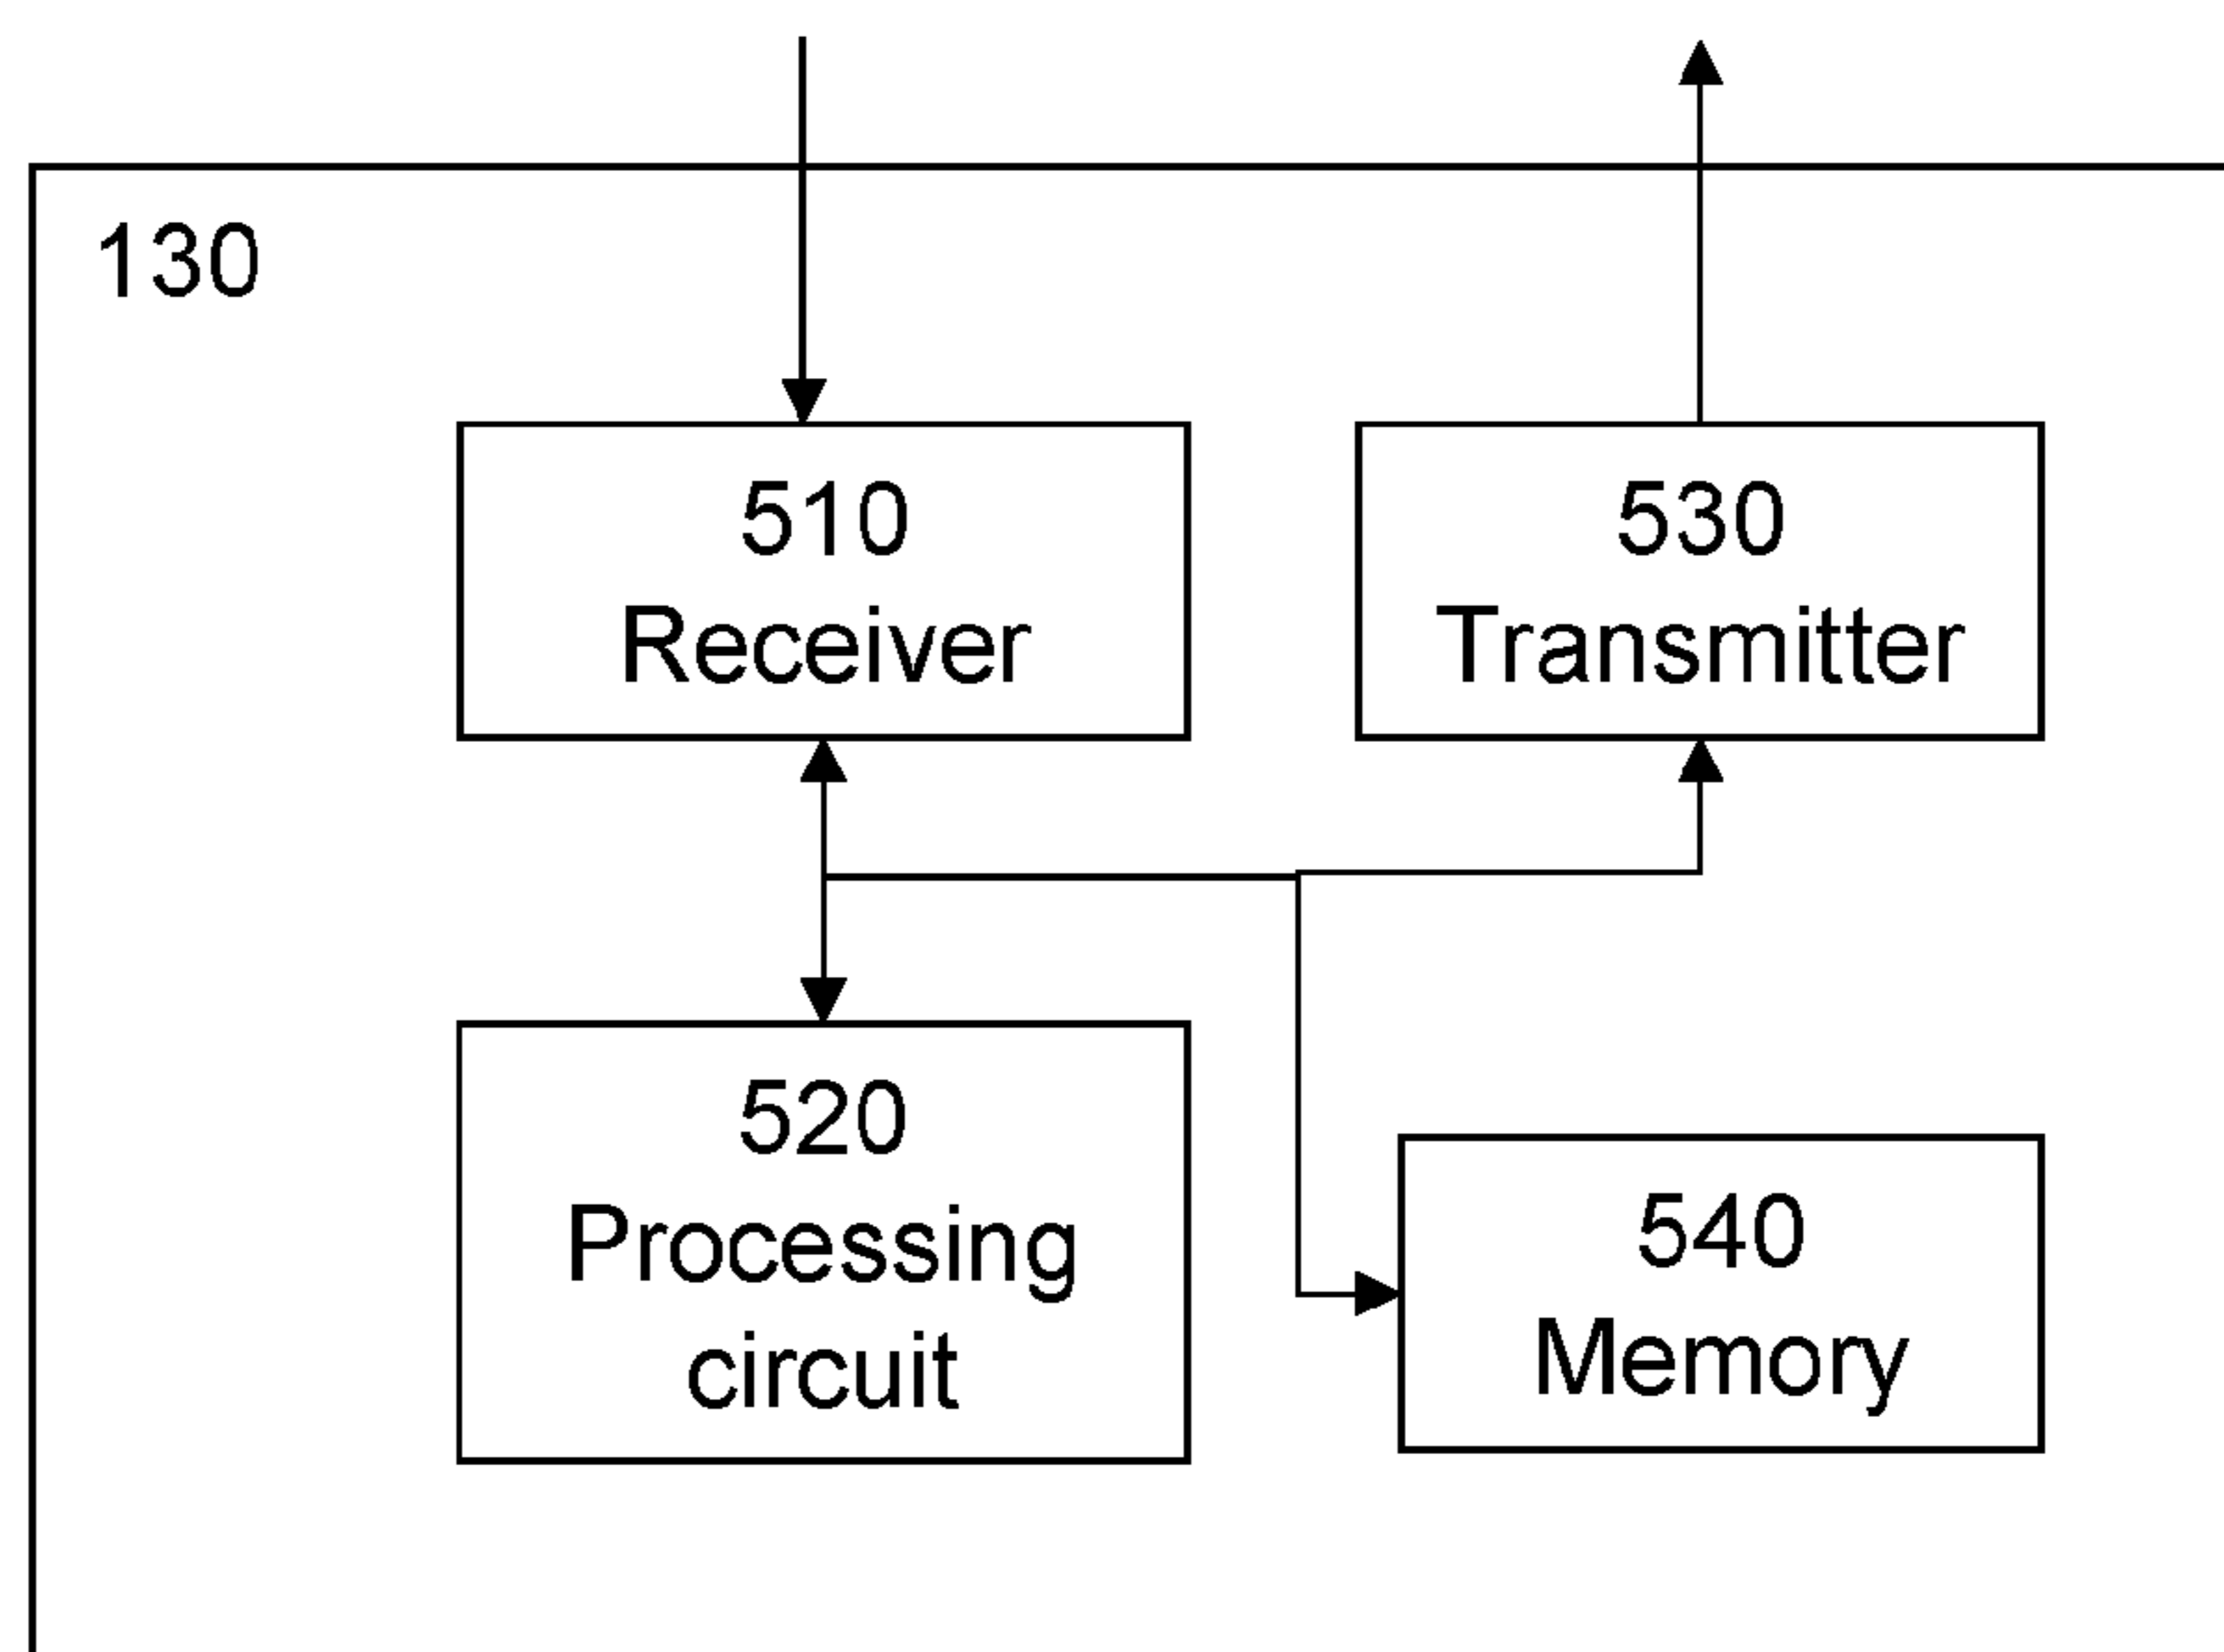 130
510
Receiver
530
Transmitter
520
Processing
circuit
540
Memory